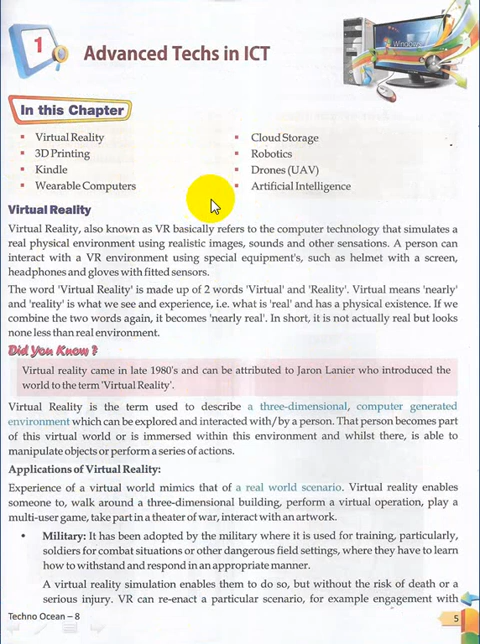 1
Advanced Techs in ICT
In this Chapter
▪ Virtual Reality
▪ 3D Printing
▪ Kindle
▪ Wearable Computers
▪ Cloud Storage
▪ Robotics
▪ Drones (UAV)
▪ Artificial Intelligence
Virtual Reality
Virtual Reality, also known as VR basically refers to the computer technology that simulates a
real physical environment using realistic images, sounds and other sensations. A person can
interact with a VR environment using special equipment's, such as helmet with a screen,
headphones and gloves with fitted sensors.
The word 'Virtual Reality' is made up of 2 words 'Virtual' and 'Reality'. Virtual means 'nearly'
and 'reality' is what we see and experience, i.e. what is 'real' and has a physical existence. If we
combine the two words again, it becomes 'nearly real'. In short, it is not actually real but looks
none less than real environment.
Did You Know ?
Virtual reality came in late 1980's and can be attributed to Jaron Lanier who introduced the
world to the term 'Virtual Reality'.
Virtual Reality is the term used to describe a three-dimensional, computer generated
environment which can be explored and interacted with/by a person. That person becomes part
of this virtual world or is immersed within this environment and whilst there, is able to
manipulate objects or perform a series of actions.
Applications of Virtual Reality:
Experience of a virtual world mimics that of a real world scenario. Virtual reality enables
someone to, walk around a three-dimensional building, perform a virtual operation, play a
multi-user game, take part in a theater of war, interact with an artwork.
• Military: It has been adopted by the military where it is used for training, particularly,
soldiers for combat situations or other dangerous field settings, where they have to learn
how to withstand and respond in an appropriate manner.
A virtual reality simulation enables them to do so, but without the risk of death or a
serious injury. VR can re-enact a particular scenario, for example engagement with
Techno Ocean – 8
5